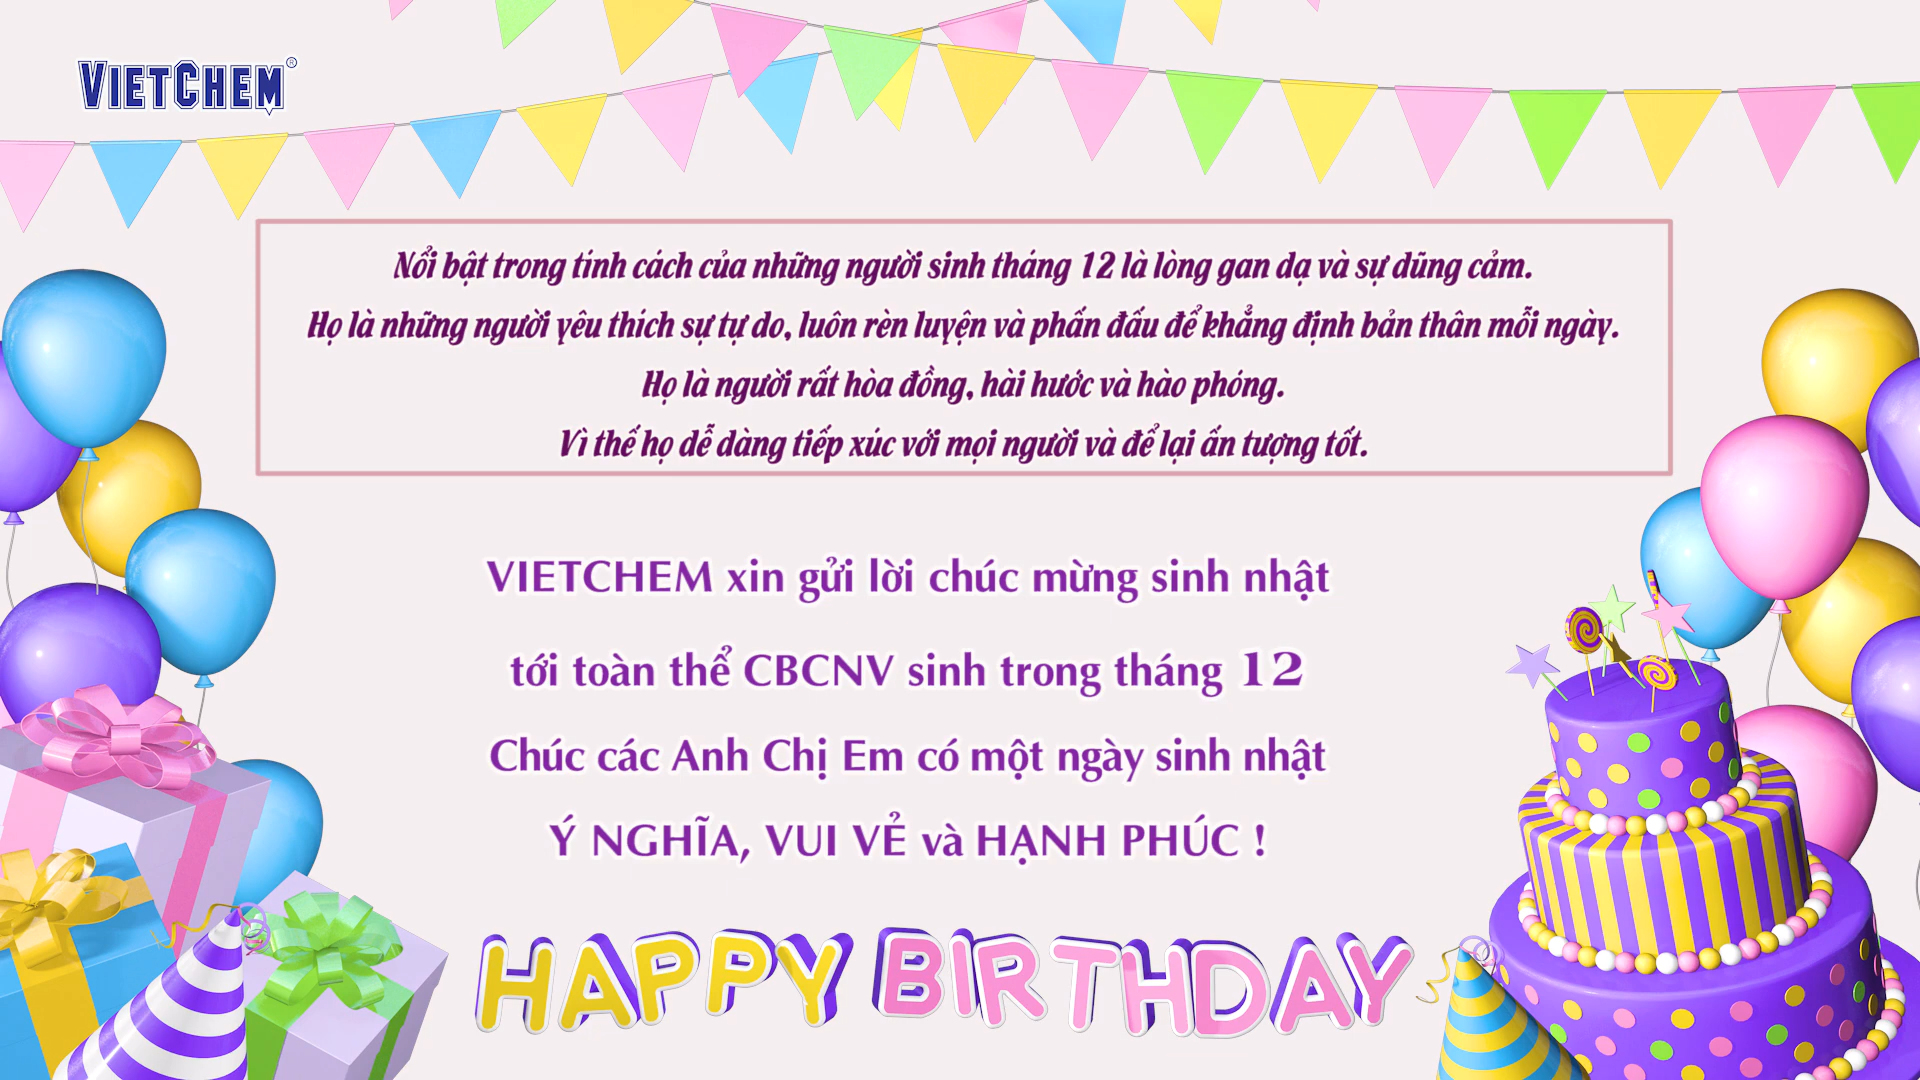 VIETCHEM®
Nổi bật trong tính cách của những người sinh tháng 12 là lòng gan dạ và sự dũng cảm.
Họ là những người yêu thích sự tự do, luôn rèn luyện và phấn đấu để khẳng định bản thân mỗi ngày.
Họ là người rất hòa đồng, hài hước và hào phóng.
Vì thế họ dễ dàng tiếp xúc với mọi người và để lại ấn tượng tốt.
VIETCHEM xin gửi lời chúc mừng sinh nhật
tới toàn thể CBCNV sinh trong tháng 12
Chúc các Anh Chị Em có một ngày sinh nhật
Ý NGHĨA, VUI VẺ và HẠNH PHÚC !
HAPPY BIRTHDAY